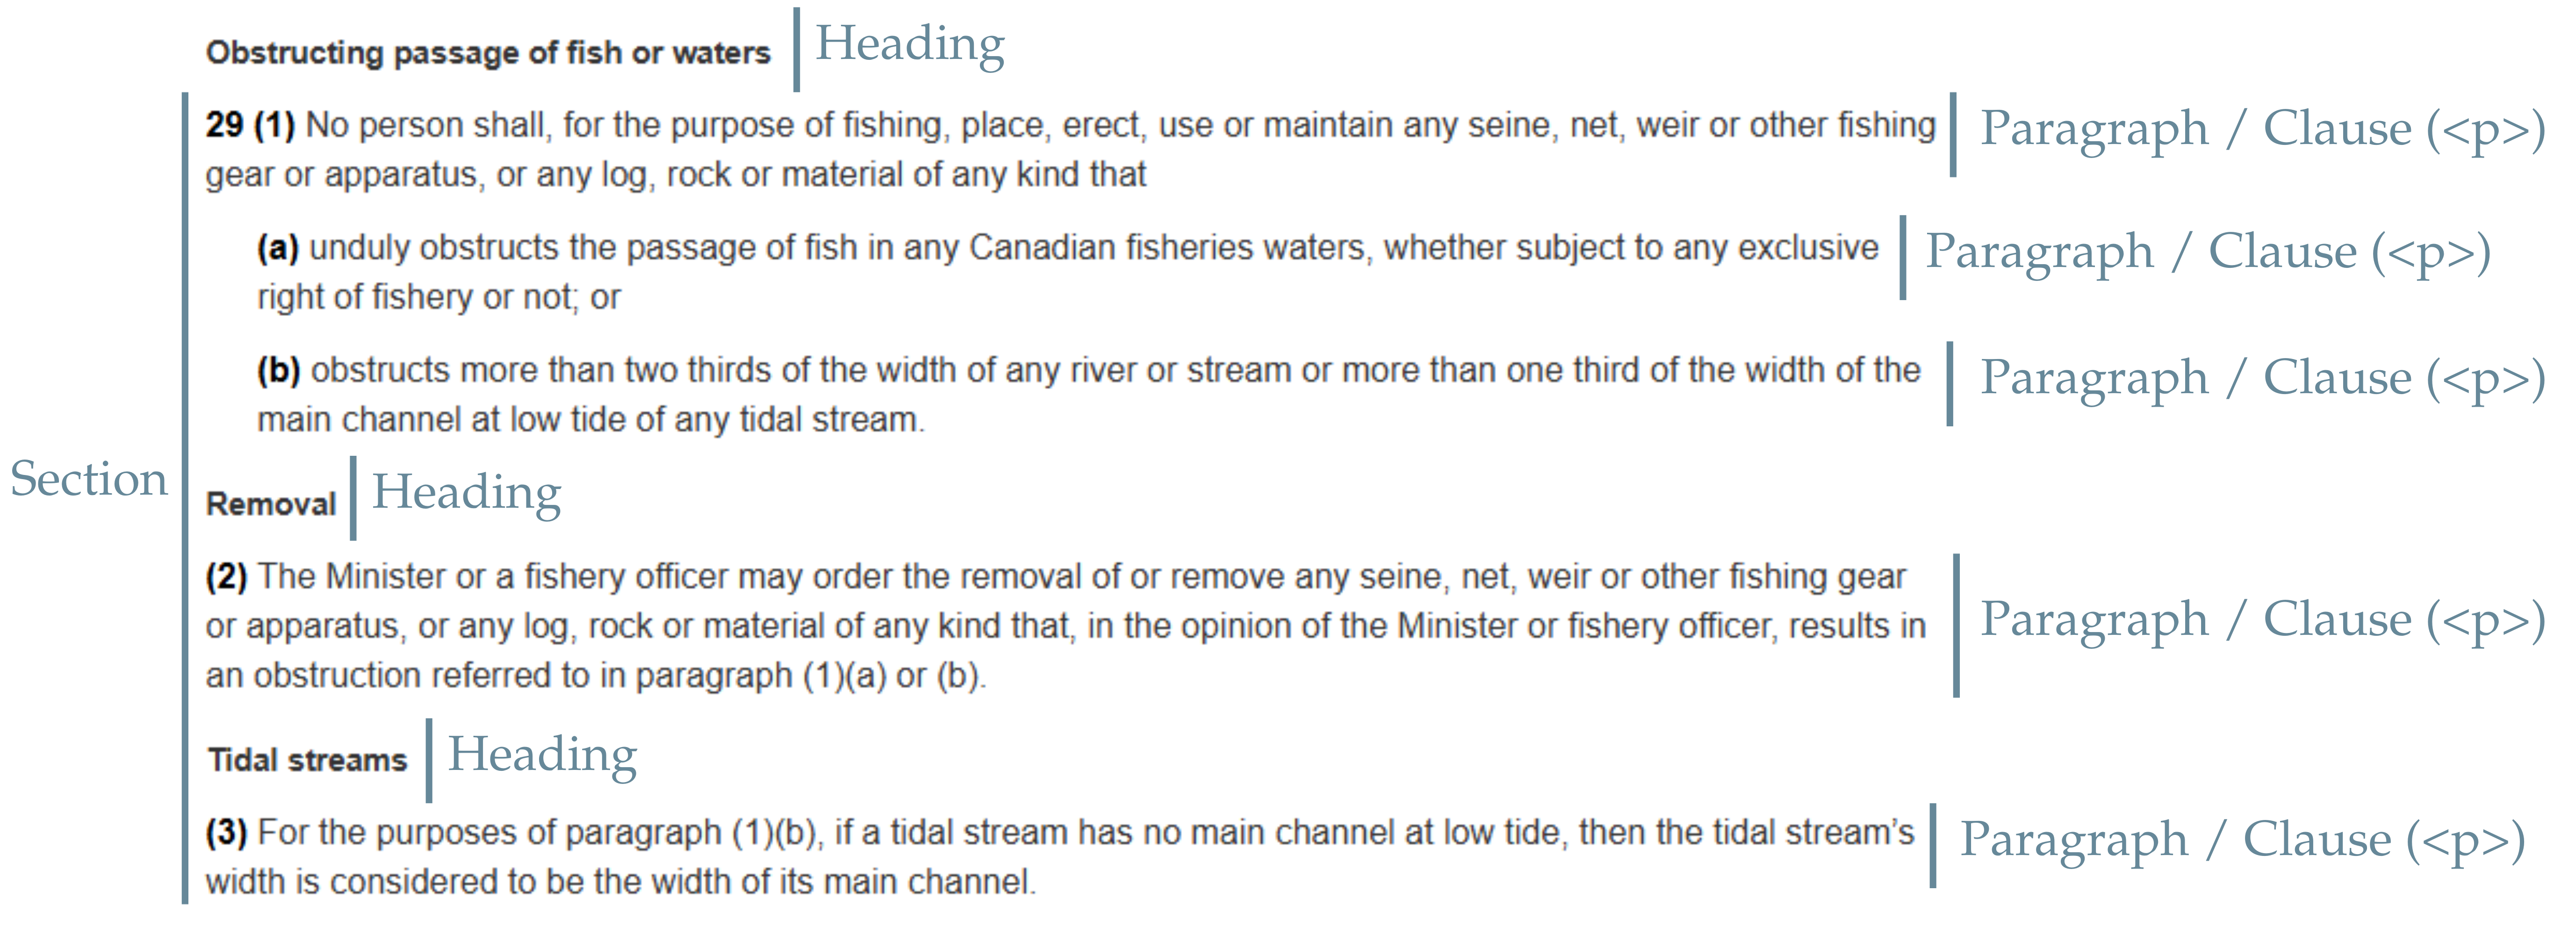 Obstructing passage of fish or waters Heading
29 (1) No person shall, for the purpose of fishing, place, erect, use or maintain any seine, net, weir or other fishing Paragraph / Clause (<p>)
gear or apparatus, or any log, rock or material of any kind that
(a) unduly obstructs the passage of fish in any Canadian fisheries waters, whether subject to any exclusive Paragraph / Clause (<p>)
right of fishery or not; or
(b) obstructs more than two thirds of the width of any river or stream or more than one third of the width of the Paragraph / Clause (<p>)
main channel at low tide of any tidal stream.
Section
Removal Heading
(2) The Minister or a fishery officer may order the removal of or remove any seine, net, weir or other fishing gear
or apparatus, or any log, rock or material of any kind that, in the opinion of the Minister or fishery officer, results in Paragraph / Clause (<p>)
an obstruction referred to in paragraph (1)(a) or (b).
Tidal streams Heading
(3) For the purposes of paragraph (1)(b), if a tidal stream has no main channel at low tide, then the tidal stream’s Paragraph / Clause (<p>)
width is considered to be the width of its main channel.